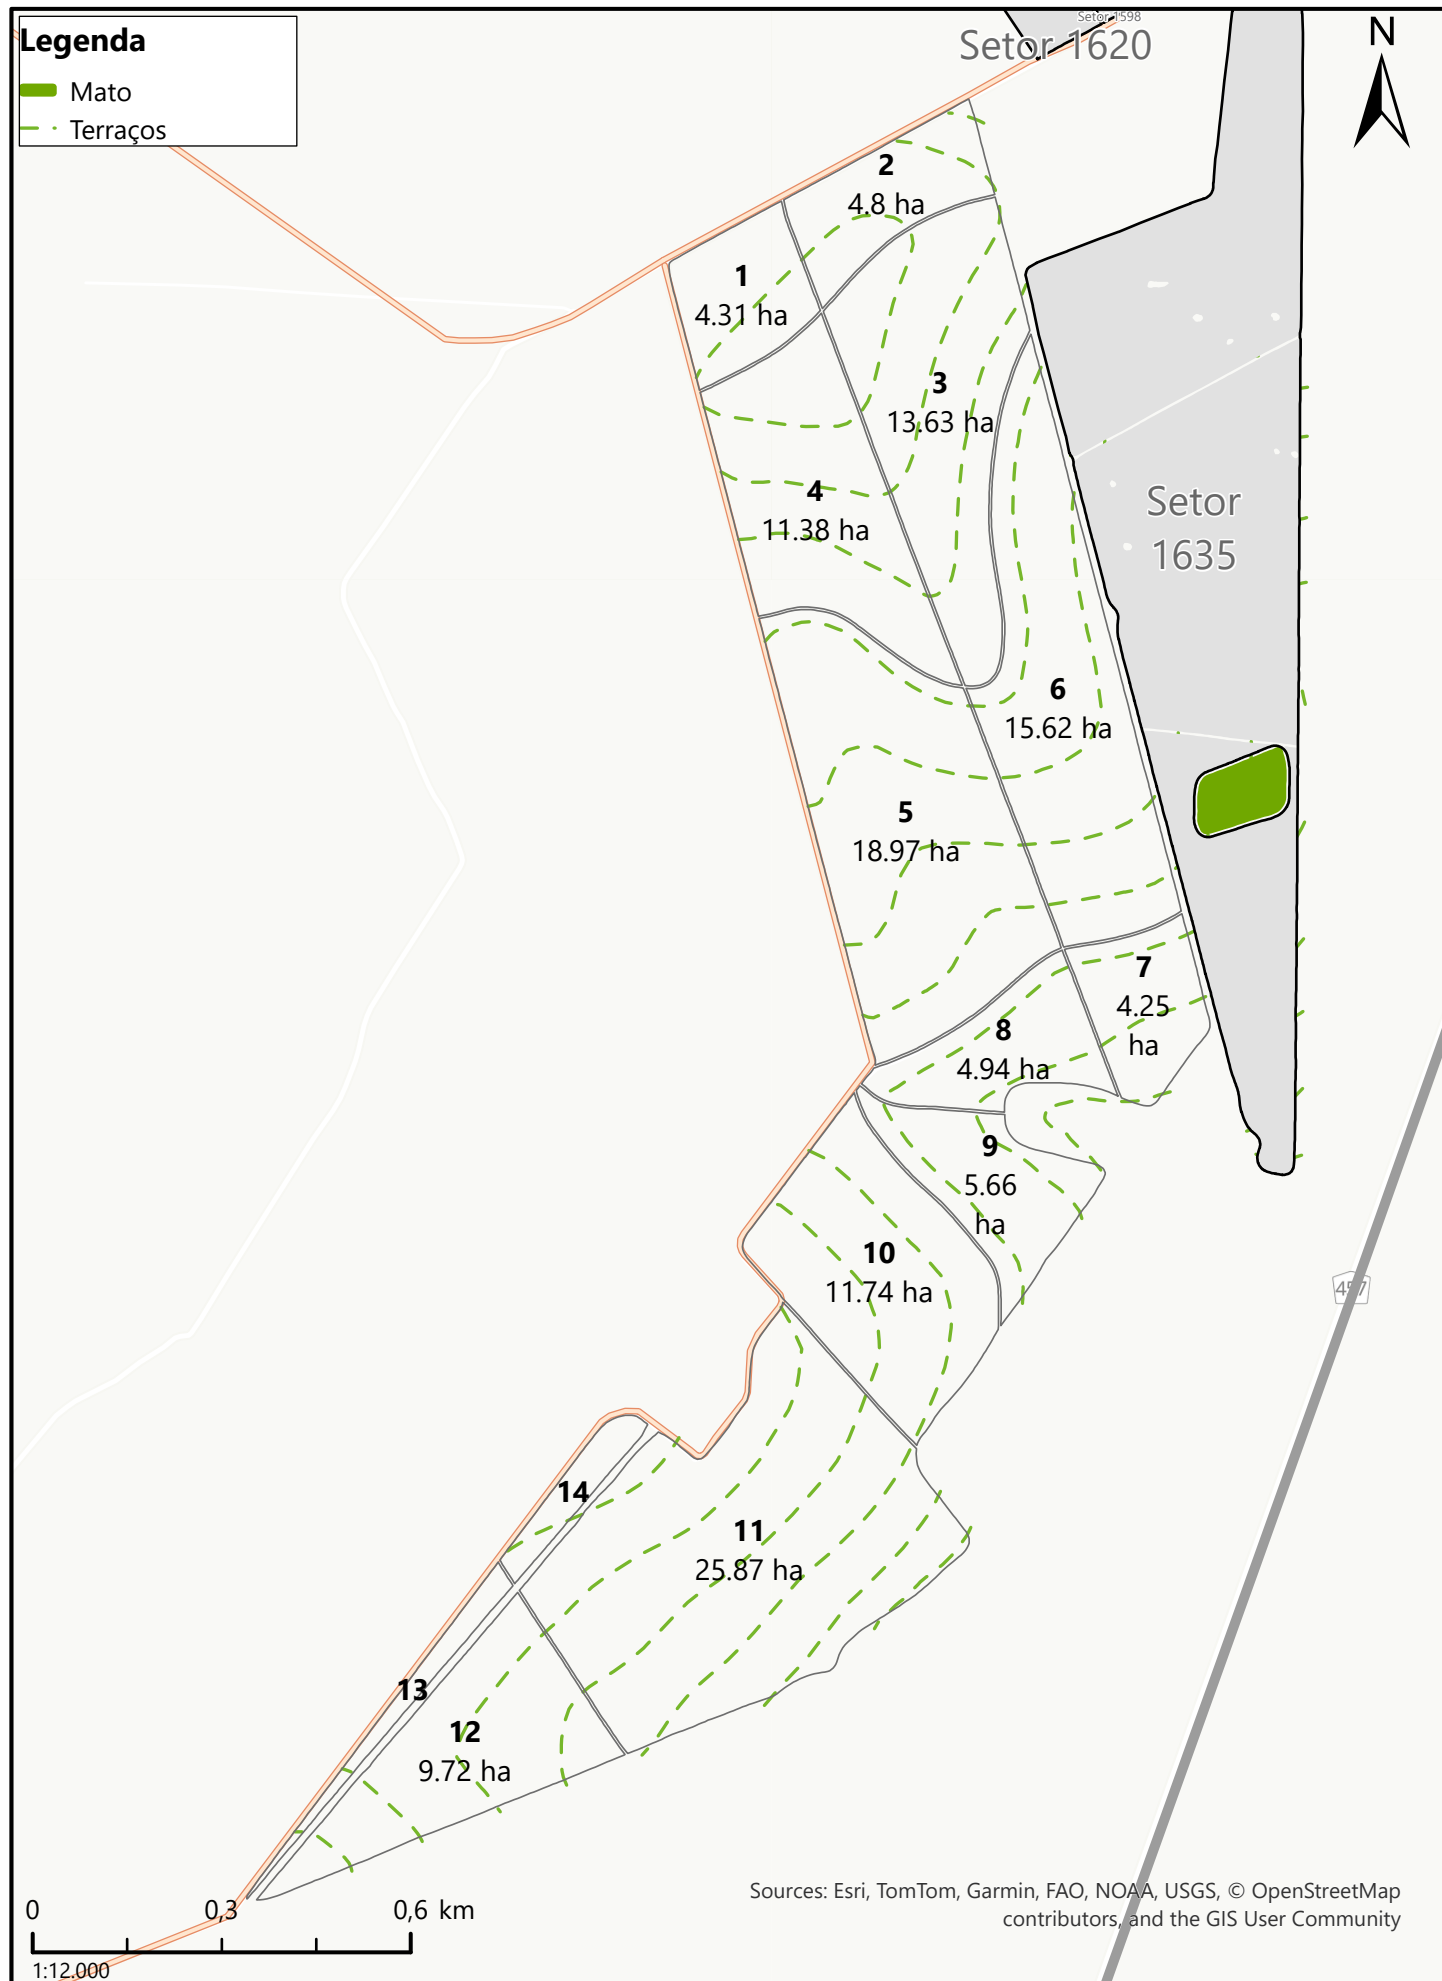 Legenda
Mato
Terraços
Setor 1598
Setor 1620
N
2
4.8 ha
1
4.31 ha
3
13.63 ha
4
11.38 ha
Setor
1635
6
15.62 ha
5
18.97 ha
7
4.25
ha
8
4.94 ha
9
5.66
ha
10
11.74 ha
457
14
11
25.87 ha
13
12
9.72 ha
0 0,3 0,6 km
1:12.000
Sources: Esri, TomTom, Garmin, FAO, NOAA, USGS, © OpenStreetMap
contributors, and the GIS User Community